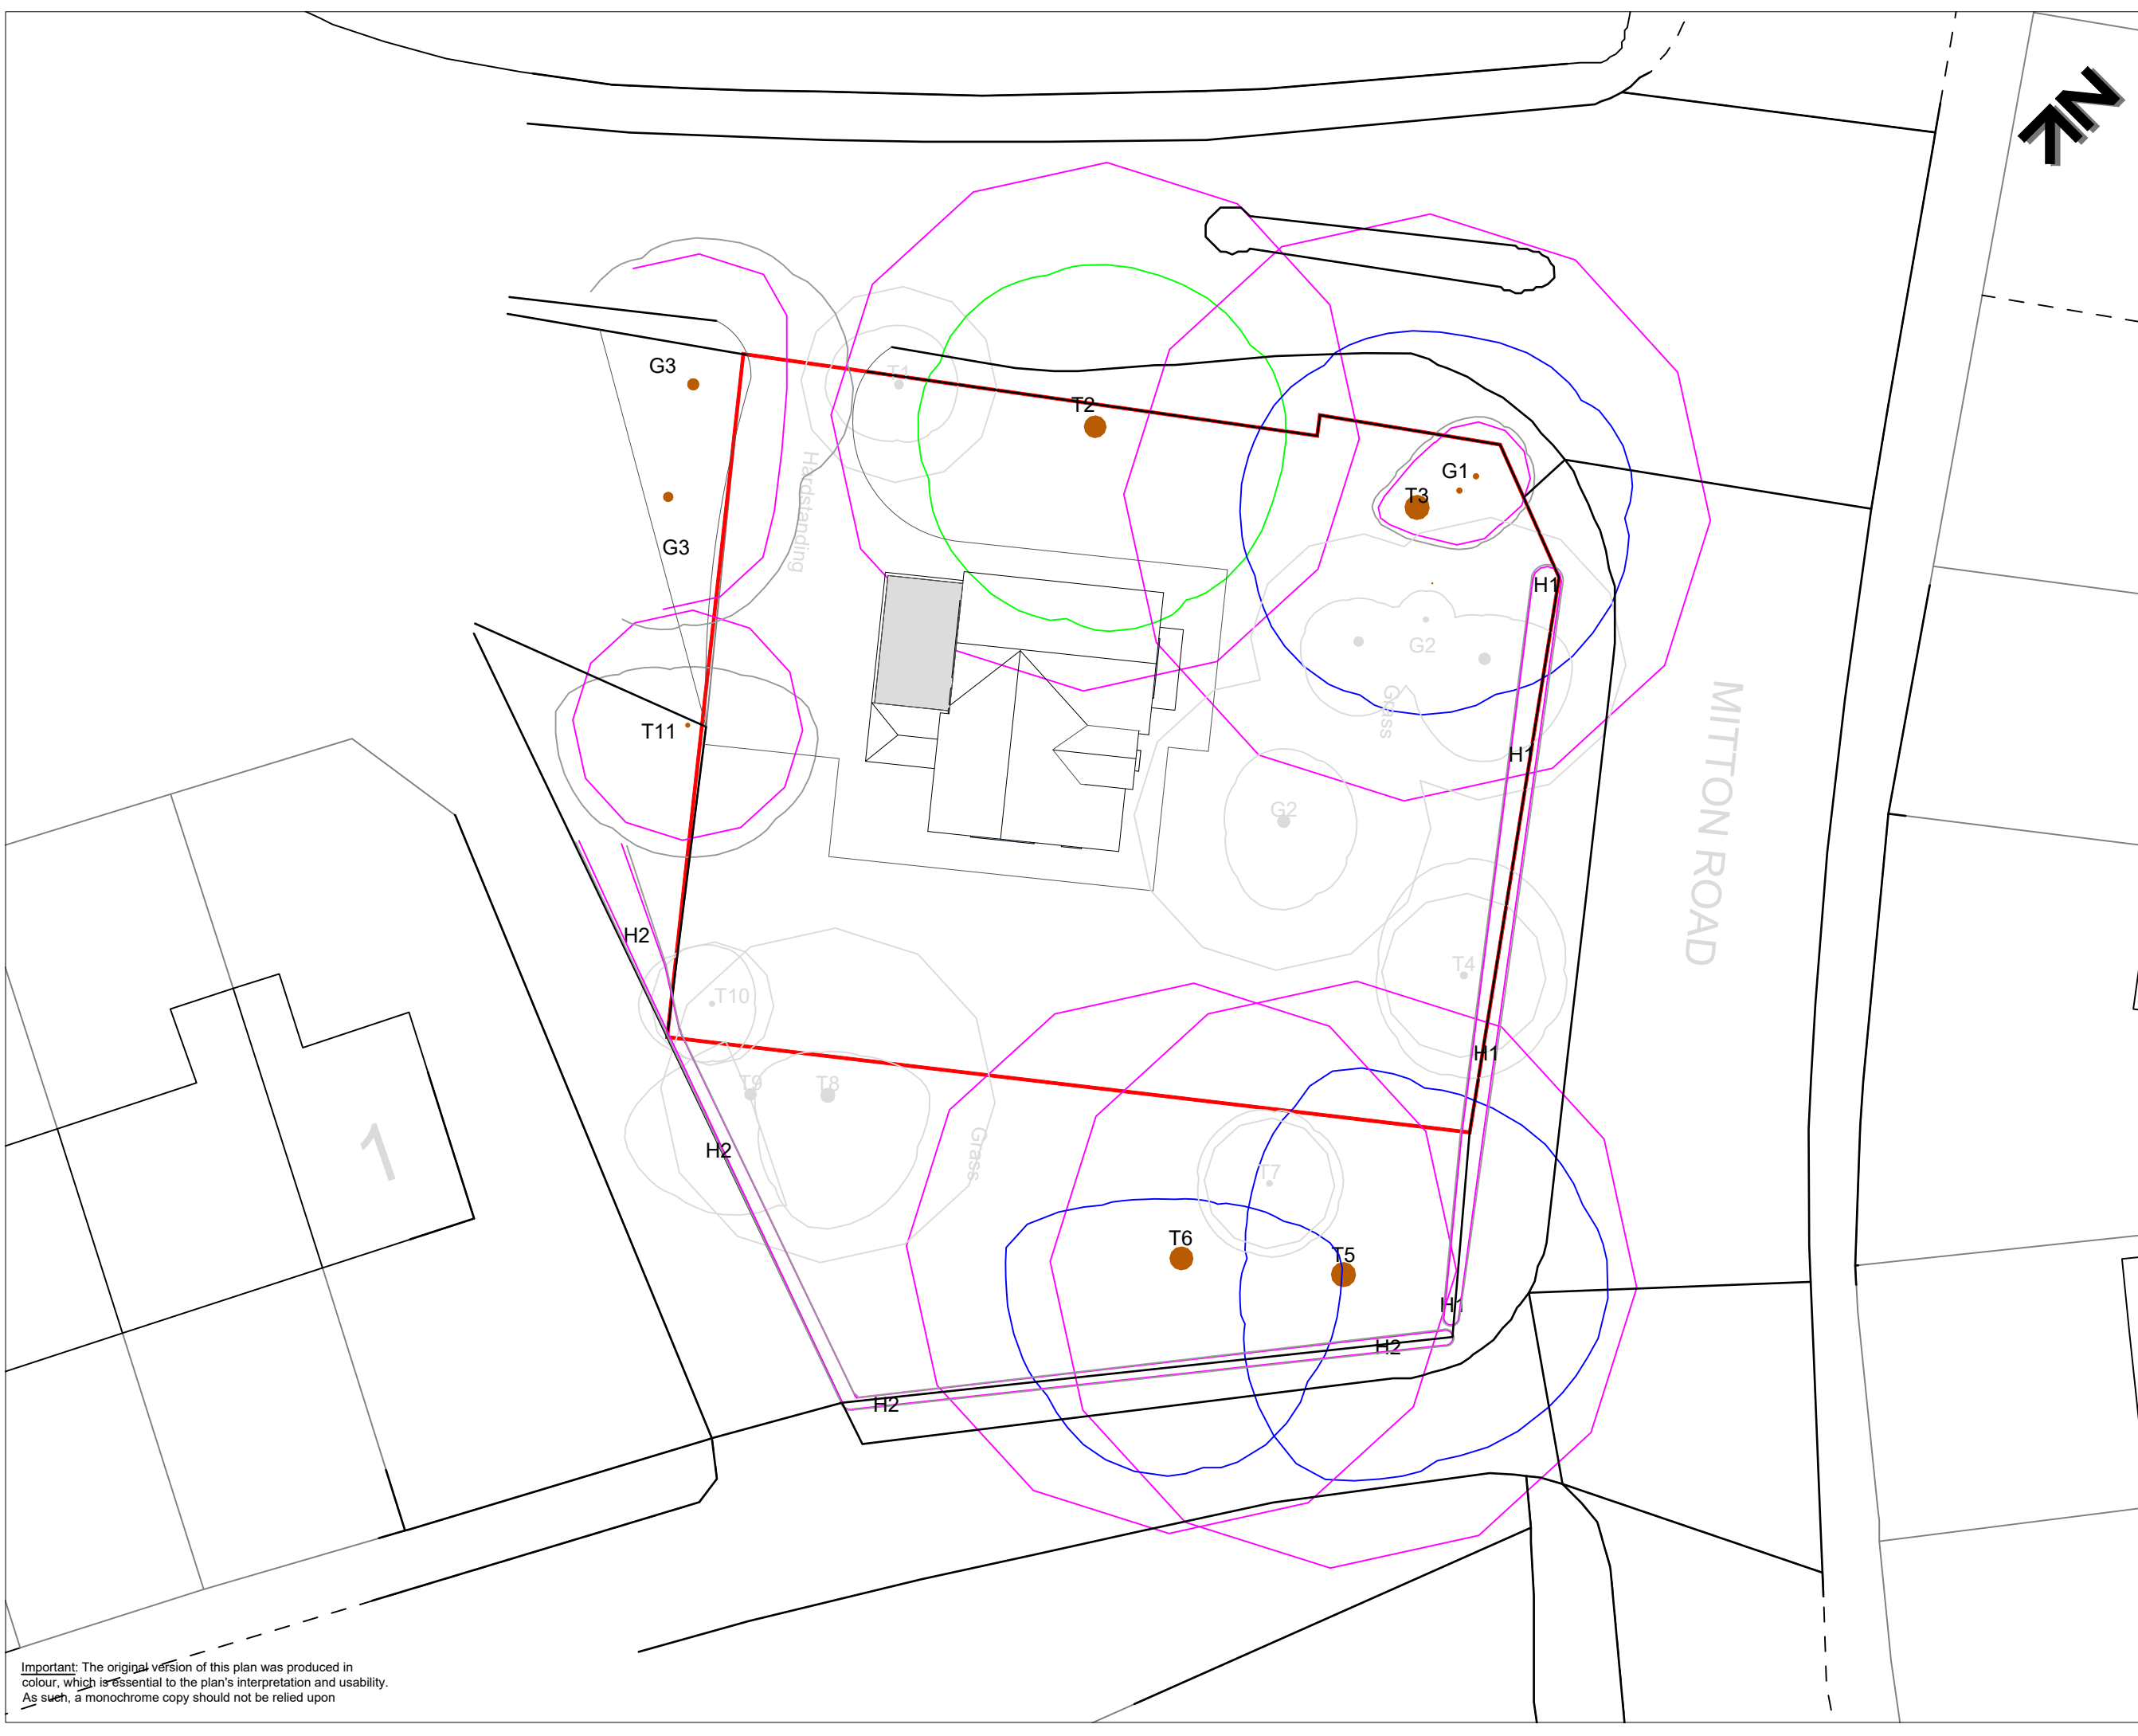 N
G3
T1
T2
Hardstanding
G1
T3
G3
H1
G2
Grass
T11
H1
MITTON ROAD
G2
H2
T4
T10
H1
T9
T8
1
H2
Grass
T7
T6
T5
H1
H2
H2
Important: The original version of this plan was produced in
colour, which is essential to the plan's interpretation and usability.
As such, a monochrome copy should not be relied upon